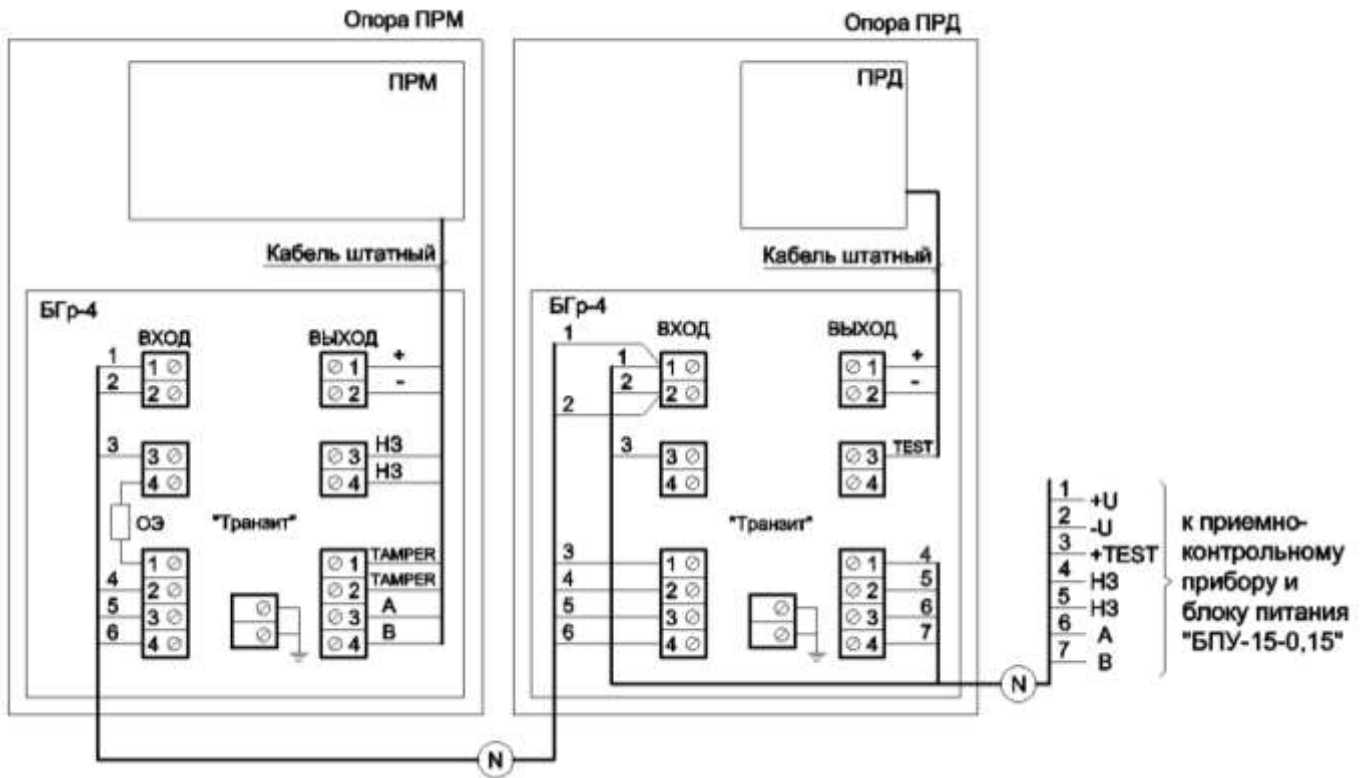 Опора ПРМ
ПРМ
Кабель штатный
БГр-4
ВХОД
ВЫХОД
1
2
1
2
1
2
+
-
3
3
4
3
4
НЗ
НЗ
ОЭ
"Транзит"
4
5
6
1
2
3
4
1
2
3
4
TAMPER
TAMPER
A
B
N
Опора ПРД
ПРД
Кабель штатный
БГр-4
ВХОД
ВЫХОД
1
2
1
2
1
2
1
2
+
-
3
3
4
3
4
TEST
"Транзит"
3
4
5
6
1
2
3
4
1
2
3
4
4
5
6
7
N
1 +U
2 -U
3 +TEST
4 НЗ
5 НЗ
6 A
7 B
к приемно-
контрольному
прибору и
блоку питания
"БПУ-15-0,15"